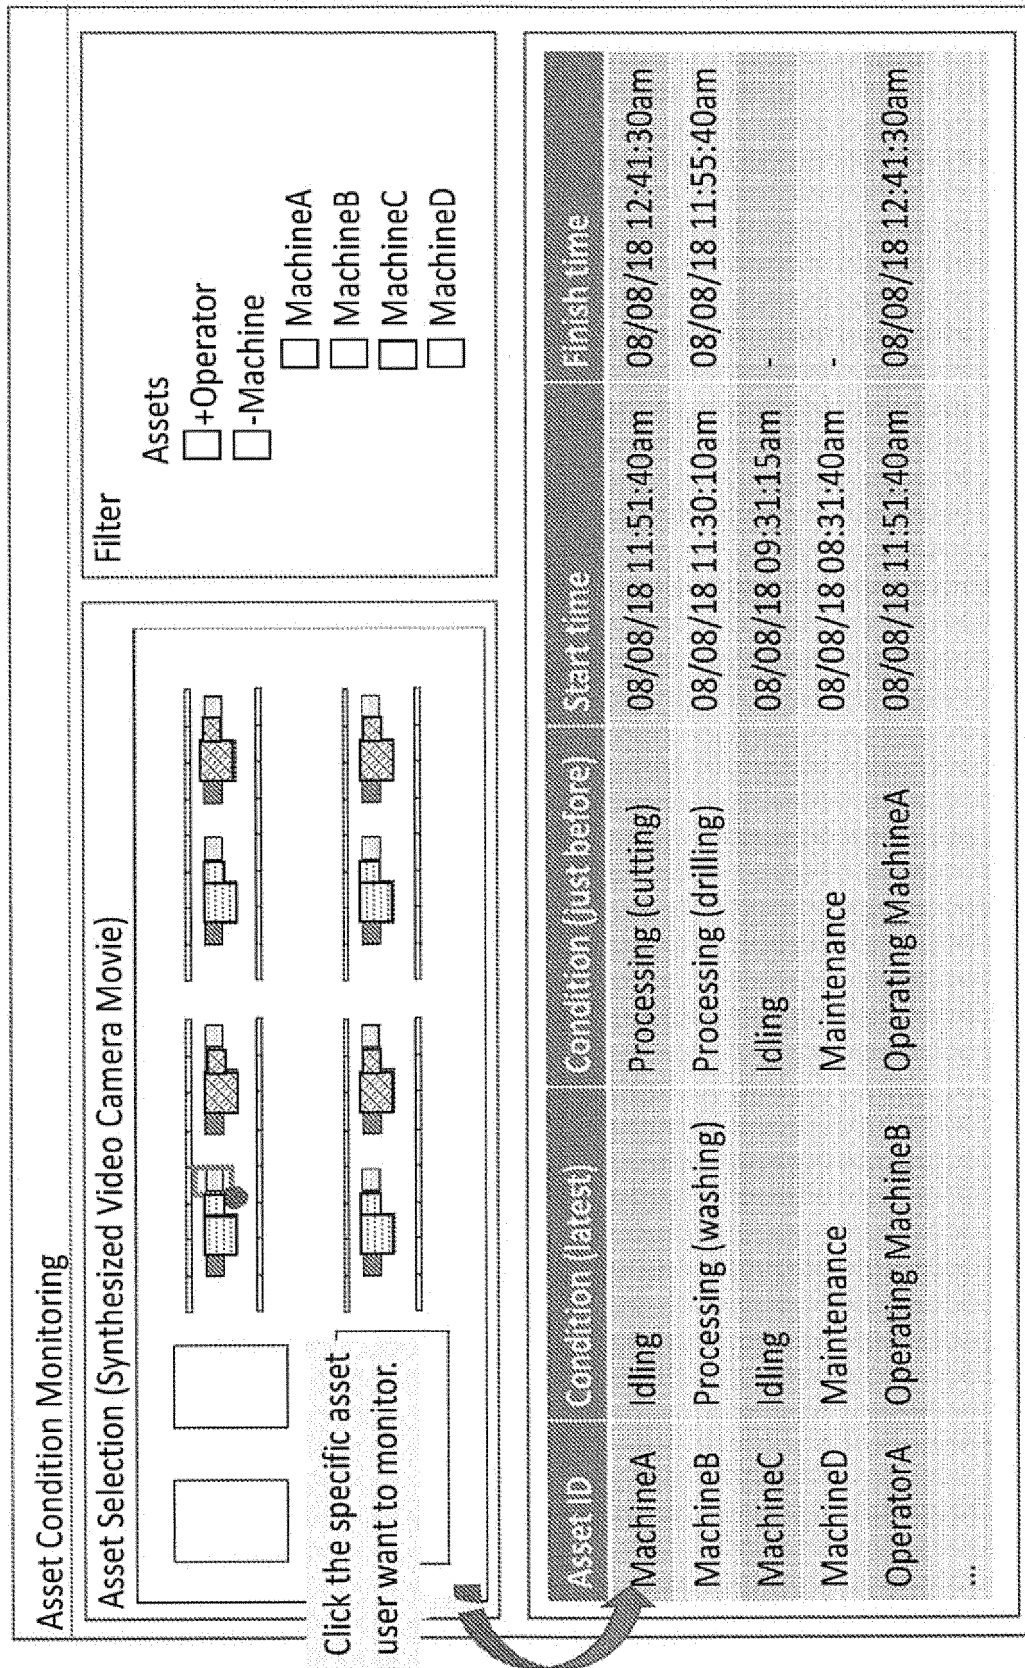 Asset Condition Monitoring
Asset Selection (Synthesized Video Camera Movie)
Click the specific asset
user want to monitor.
Filter
Assets
+Operator
-Machine
MachineA
MachineB
MachineC
MachineD
Asset ID Condition (latest) Condition (just before) Start time Finish time
MachineA Idling Processing (cutting) 08/08/18 11:51:40am 08/08/18 12:41:30am
MachineB Processing (washing) Processing (drilling) 08/08/18 11:30:10am 08/08/18 11:55:40am
MachineC Idling Idling 08/08/18 09:31:15am -
MachineD Maintenance Maintenance 08/08/18 08:31:40am -
OperatorA Operating MachineB Operating MachineA 08/08/18 11:51:40am 08/08/18 12:41:30am
...